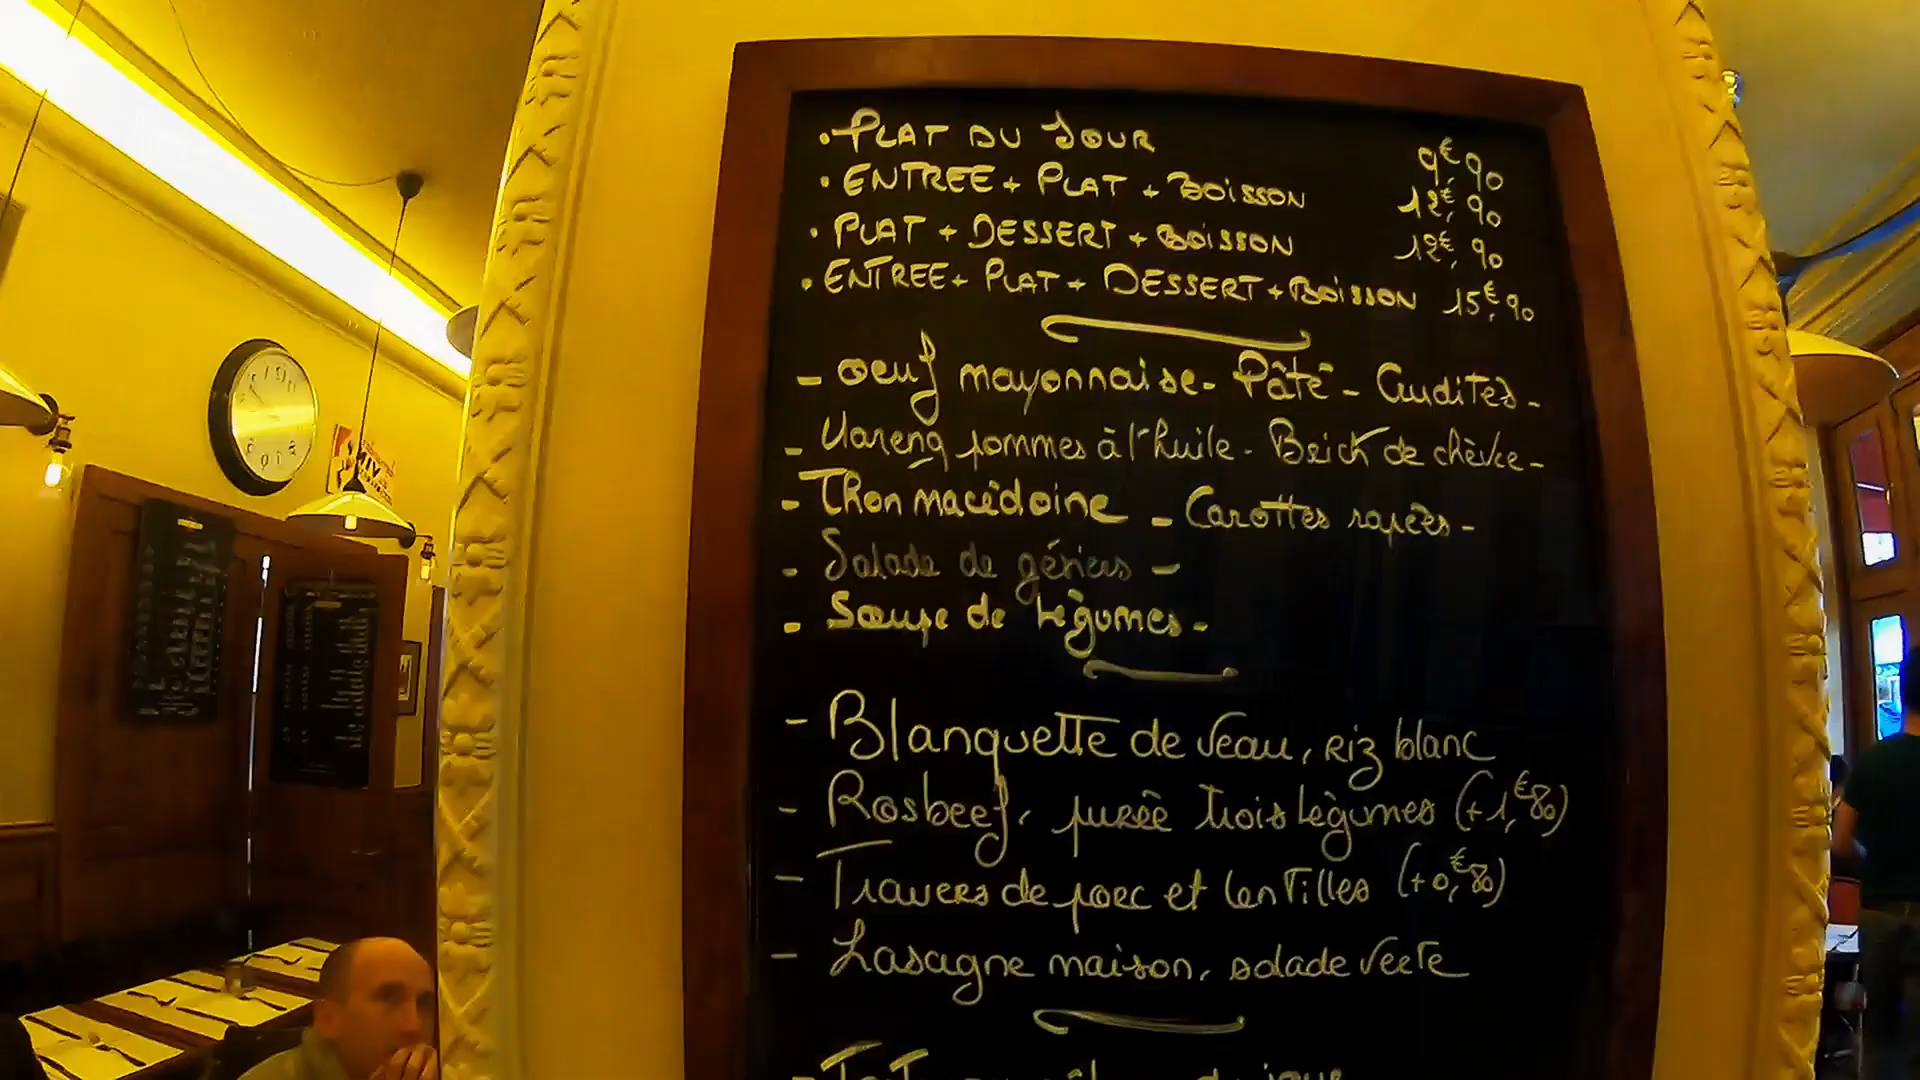 • PLAT DU JOUR 9€,90
• ENTREE + PLAT + BOISSON 12€,90
• PLAT + DESSERT + BOISSON 12€,90
• ENTREE + PLAT + DESSERT + BOISSON 15€,90
- oeuf mayonnaise - Pâté - Crudités -
- Hareng pommes à l'huile - Brick de chèvre -
- Thon macédoine - Carottes rapées -
- Salade de gésiers -
- Soupe de légumes -
- Blanquette de veau, riz blanc
- Rosbeef, purée trois légumes (+1,€80)
- Travers de porc et lentilles (+0,€80)
- Lasagne maison, salade verte